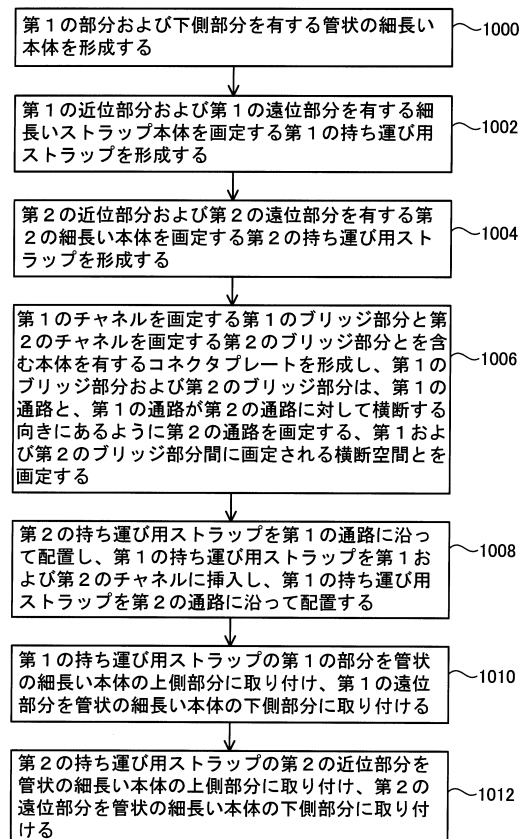 第1の部分および下側部分を有する管状の細長い
本体を形成する
1000
第1の近位部分および第1の遠位部分を有する細
長いストラップ本体を画定する第1の持ち運び用
ストラップを形成する
1002
第2の近位部分および第2の遠位部分を有する第
2の細長い本体を画定する第2の持ち運び用スト
ラップを形成する
1004
第1のチャネルを画定する第1のブリッジ部分と第
2のチャネルを画定する第2のブリッジ部分とを含
む本体を有するコネクタプレートを形成し、第1の
ブリッジ部分および第2のブリッジ部分は、第1の
通路と、第1の通路が第2の通路に対して横断する
向きにあるように第2の通路を画定する、第1およ
び第2のブリッジ部分間に画定される横断空間とを
画定する
1006
第2の持ち運び用ストラップを第1の通路に沿っ
て配置し、第1の持ち運び用ストラップを第1お
よび第2のチャネルに挿入し、第1の持ち運び用
ストラップを第2の通路に沿って配置する
1008
第1の持ち運び用ストラップの第1の部分を管状
の細長い本体の上側部分に取り付け、第1の遠位
部分を管状の細長い本体の下側部分に取り付ける
1010
第2の持ち運び用ストラップの第2の近位部分を
管状の細長い本体の上側部分に取り付け、第2の
遠位部分を管状の細長い本体の下側部分に取り付
ける
1012